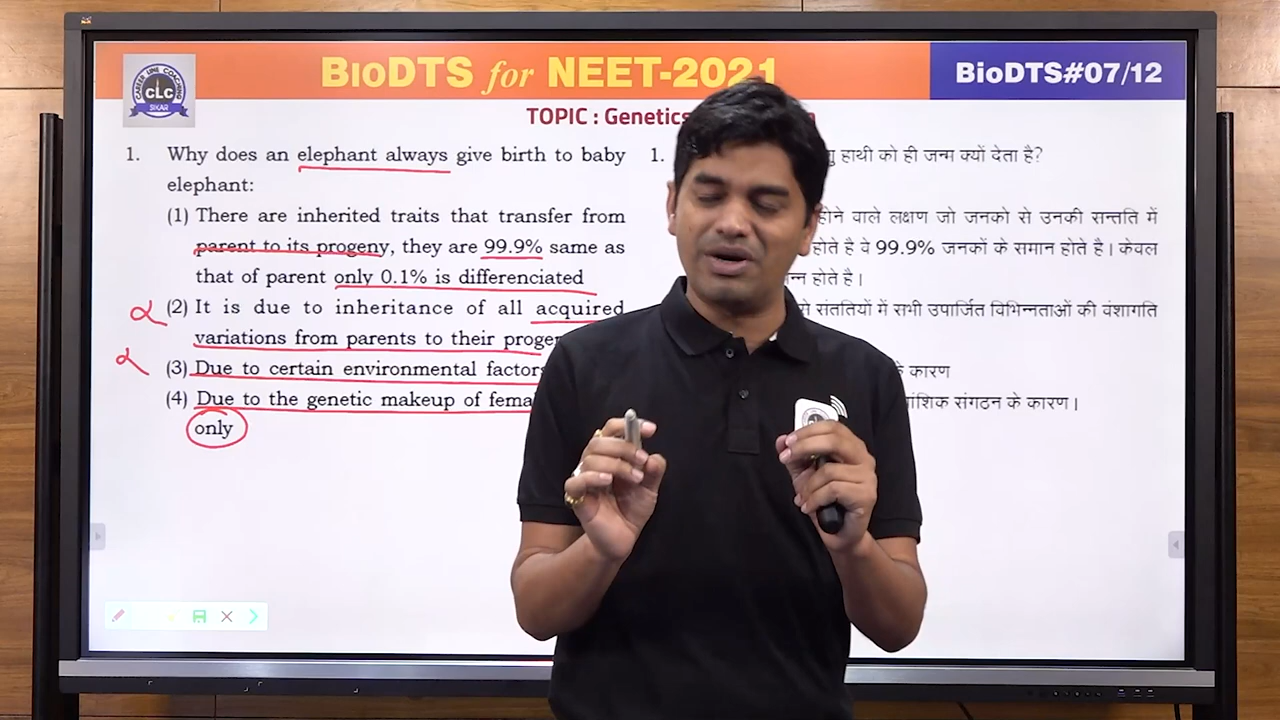 BIODTS for NEET-2021
BioDTS#07/12
CAREER LINE COACHING
CLC
SIKAR
TOPIC : Genetics
1. Why does an elephant always give birth to baby
elephant:
(1) There are inherited traits that transfer from
parent to its progeny, they are 99.9% same as
that of parent only 0.1% is differenciated
(2) It is due to inheritance of all acquired
variations from parents to their
(3) Due to certain environmental factors
(4) Due to the genetic makeup of
only
1. हाथी को ही जन्म क्यों देता है?
होने वाले लक्षण जो जनको से उनकी सन्तति में
होते है वे 99.9% जनकों के समान होते है। केवल
होते है।
से संततियों में सभी उपार्जित विभिन्नताओं की वंशागति
के कारण
संगठन के कारण।